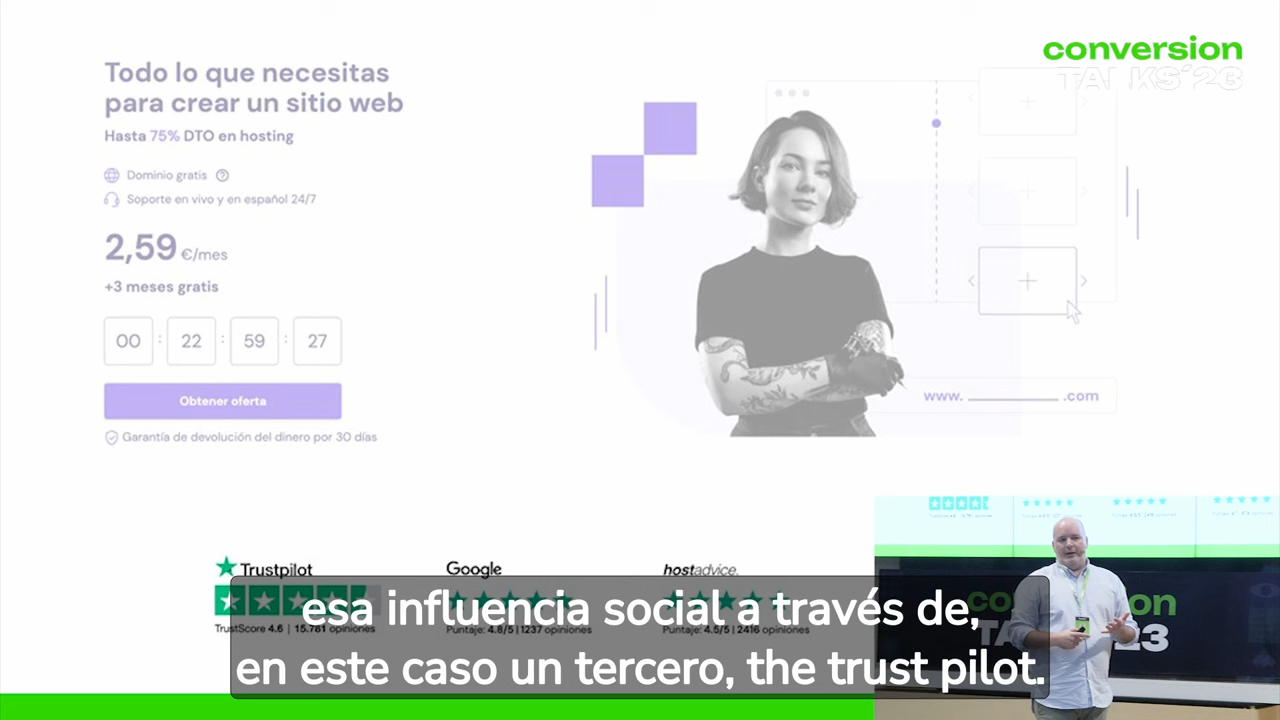 conversion
TALKS'23
Todo lo que necesitas
para crear un sitio web
Hasta 75% DTO en hosting
Dominio gratis
Soporte en vivo y en español 24/7
2,59 €/mes
+3 meses gratis
00 : 22 : 59 : 27
Obtener oferta
Garantía de devolución del dinero por 30 días
www. ________ .com
Trustpilot
TrustScore 4.6 | 15.781 opiniones
Google
Puntaje: 4.8/5 | 1237 opiniones
hostadvice.
Puntaje: 4.5/5 | 2416 opiniones
esa influencia social a través de,
en este caso un tercero, the trust pilot.